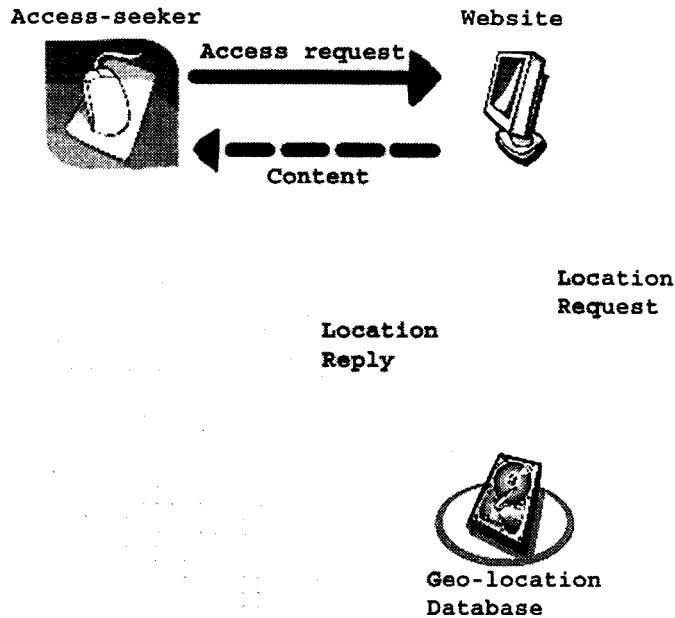 Access-seeker
Website
Access request
Content
Location
Request
Location
Reply
Geo-location
Database